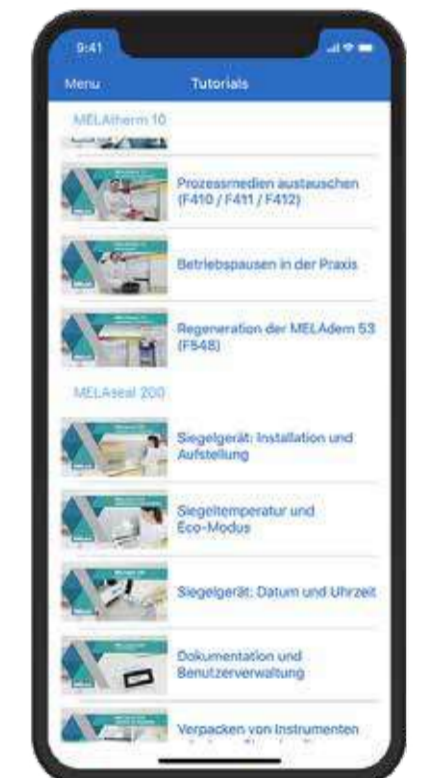 9:41
Menu
Tutorials
MELAtherm 10
Prozessmedien austauschen
(F410 / F411 / F412)
Betriebspausen in der Praxis
Regeneration der MELAdem 53
(F548)
MELAseal 200
Siegelgerät: Installation und
Aufstellung
Siegeltemperatur und
Eco-Modus
Siegelgerät: Datum und Uhrzeit
Dokumentation und
Benutzerverwaltung
Verpacken von Instrumenten